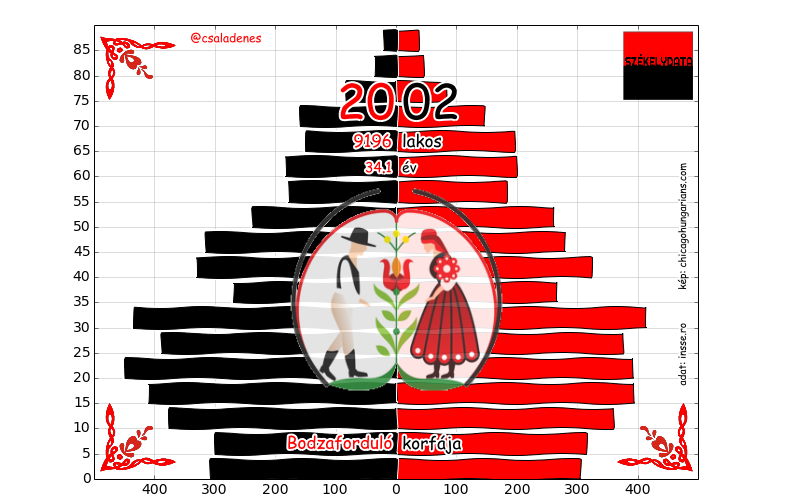 @csaladenes
SZÉKELYDATA
2002
9196 lakos
34.1 év
kép: chicagohungarians.com
adat: insse.ro
Bodzaforduló korfája
85
80
75
70
65
60
55
50
45
40
35
30
25
20
15
10
5
0
400 300 200 100 0 100 200 300 400